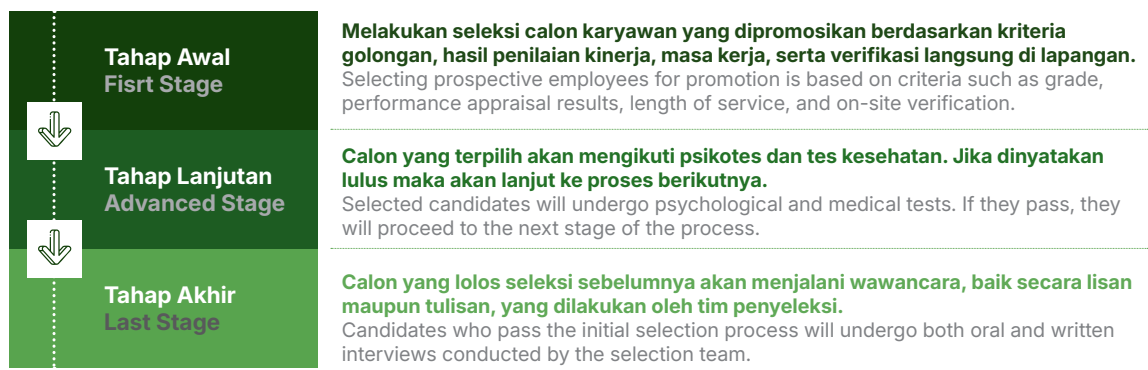 Tahap Awal
Fisrt Stage
Melakukan seleksi calon karyawan yang dipromosikan berdasarkan kriteria
golongan, hasil penilaian kinerja, masa kerja, serta verifikasi langsung di lapangan.
Selecting prospective employees for promotion is based on criteria such as grade,
performance appraisal results, length of service, and on-site verification.
Tahap Lanjutan
Advanced Stage
Calon yang terpilih akan mengikuti psikotes dan tes kesehatan. Jika dinyatakan
lulus maka akan lanjut ke proses berikutnya.
Selected candidates will undergo psychological and medical tests. If they pass, they
will proceed to the next stage of the process.
Tahap Akhir
Last Stage
Calon yang lolos seleksi sebelumnya akan menjalani wawancara, baik secara lisan
maupun tulisan, yang dilakukan oleh tim penyeleksi.
Candidates who pass the initial selection process will undergo both oral and written
interviews conducted by the selection team.